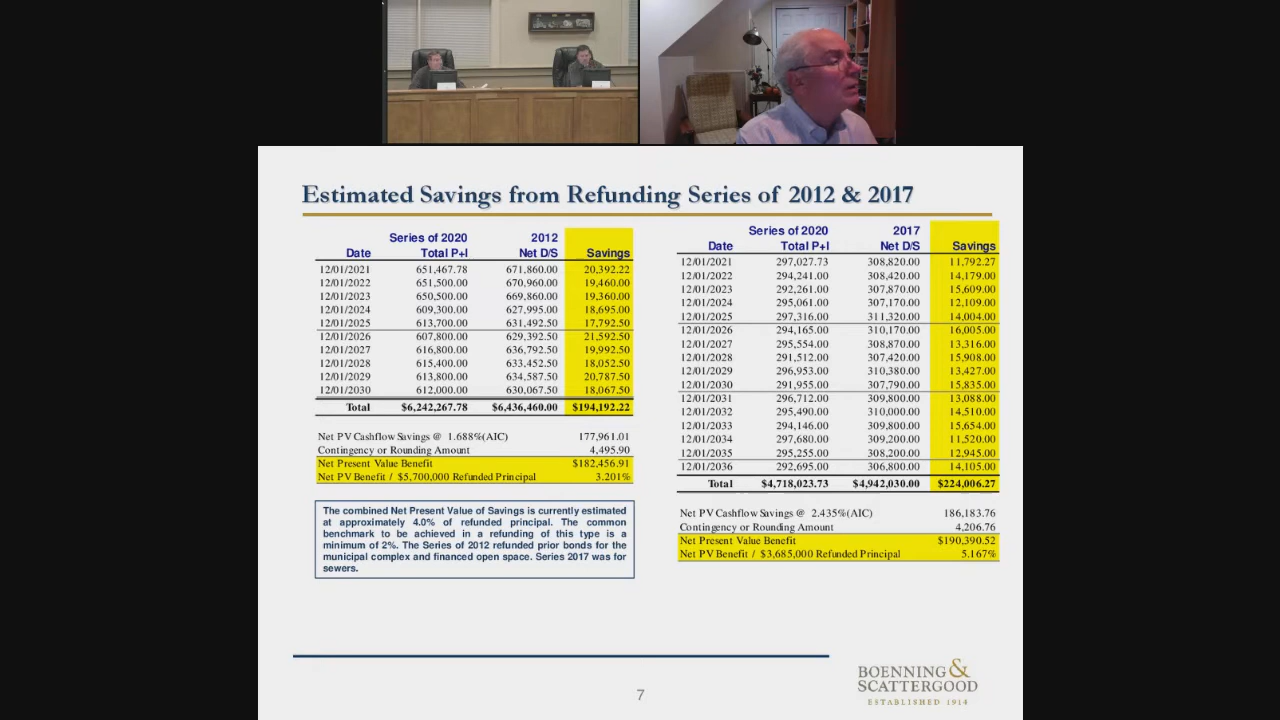 Estimated Savings from Refunding Series of 2012 & 2017
Series of 2020 2012
Date Total P+I Net D/S Savings
12/01/2021 651,467.78 671,860.00 20,392.22
12/01/2022 651,500.00 670,960.00 19,460.00
12/01/2023 650,500.00 669,860.00 19,360.00
12/01/2024 609,300.00 627,995.00 18,695.00
12/01/2025 613,700.00 631,492.50 17,792.50
12/01/2026 607,800.00 629,392.50 21,592.50
12/01/2027 616,800.00 636,792.50 19,992.50
12/01/2028 615,400.00 633,452.50 18,052.50
12/01/2029 613,800.00 634,587.50 20,787.50
12/01/2030 612,000.00 630,067.50 18,067.50
Total $6,242,267.78 $6,436,460.00 $194,192.22
Net PV Cashflow Savings @ 1.688%(AIC) 177,961.01
Contingency or Rounding Amount 4,495.90
Net Present Value Benefit $182,456.91
Net PV Benefit / $5,700,000 Refunded Principal 3.201%
The combined Net Present Value of Savings is currently estimated
at approximately 4.0% of refunded principal. The common
benchmark to be achieved in a refunding of this type is a
minimum of 2%. The Series of 2012 refunded prior bonds for the
municipal complex and financed open space. Series 2017 was for
sewers.
Series of 2020 2017
Date Total P+I Net D/S Savings
12/01/2021 297,027.73 308,820.00 11,792.27
12/01/2022 294,241.00 308,420.00 14,179.00
12/01/2023 292,261.00 307,870.00 15,609.00
12/01/2024 295,061.00 307,170.00 12,109.00
12/01/2025 297,316.00 311,320.00 14,004.00
12/01/2026 294,165.00 310,170.00 16,005.00
12/01/2027 295,554.00 308,870.00 13,316.00
12/01/2028 291,512.00 307,420.00 15,908.00
12/01/2029 296,953.00 310,380.00 13,427.00
12/01/2030 291,955.00 307,790.00 15,835.00
12/01/2031 296,712.00 309,800.00 13,088.00
12/01/2032 295,490.00 310,000.00 14,510.00
12/01/2033 294,146.00 309,800.00 15,654.00
12/01/2034 297,680.00 309,200.00 11,520.00
12/01/2035 295,255.00 308,200.00 12,945.00
12/01/2036 292,695.00 306,800.00 14,105.00
Total $4,718,023.73 $4,942,030.00 $224,006.27
Net PV Cashflow Savings @ 2.435%(AIC) 186,183.76
Contingency or Rounding Amount 4,206.76
Net Present Value Benefit $190,390.52
Net PV Benefit / $3,685,000 Refunded Principal 5.167%
7
BOENNING &
SCATTERGOOD
ESTABLISHED 1914